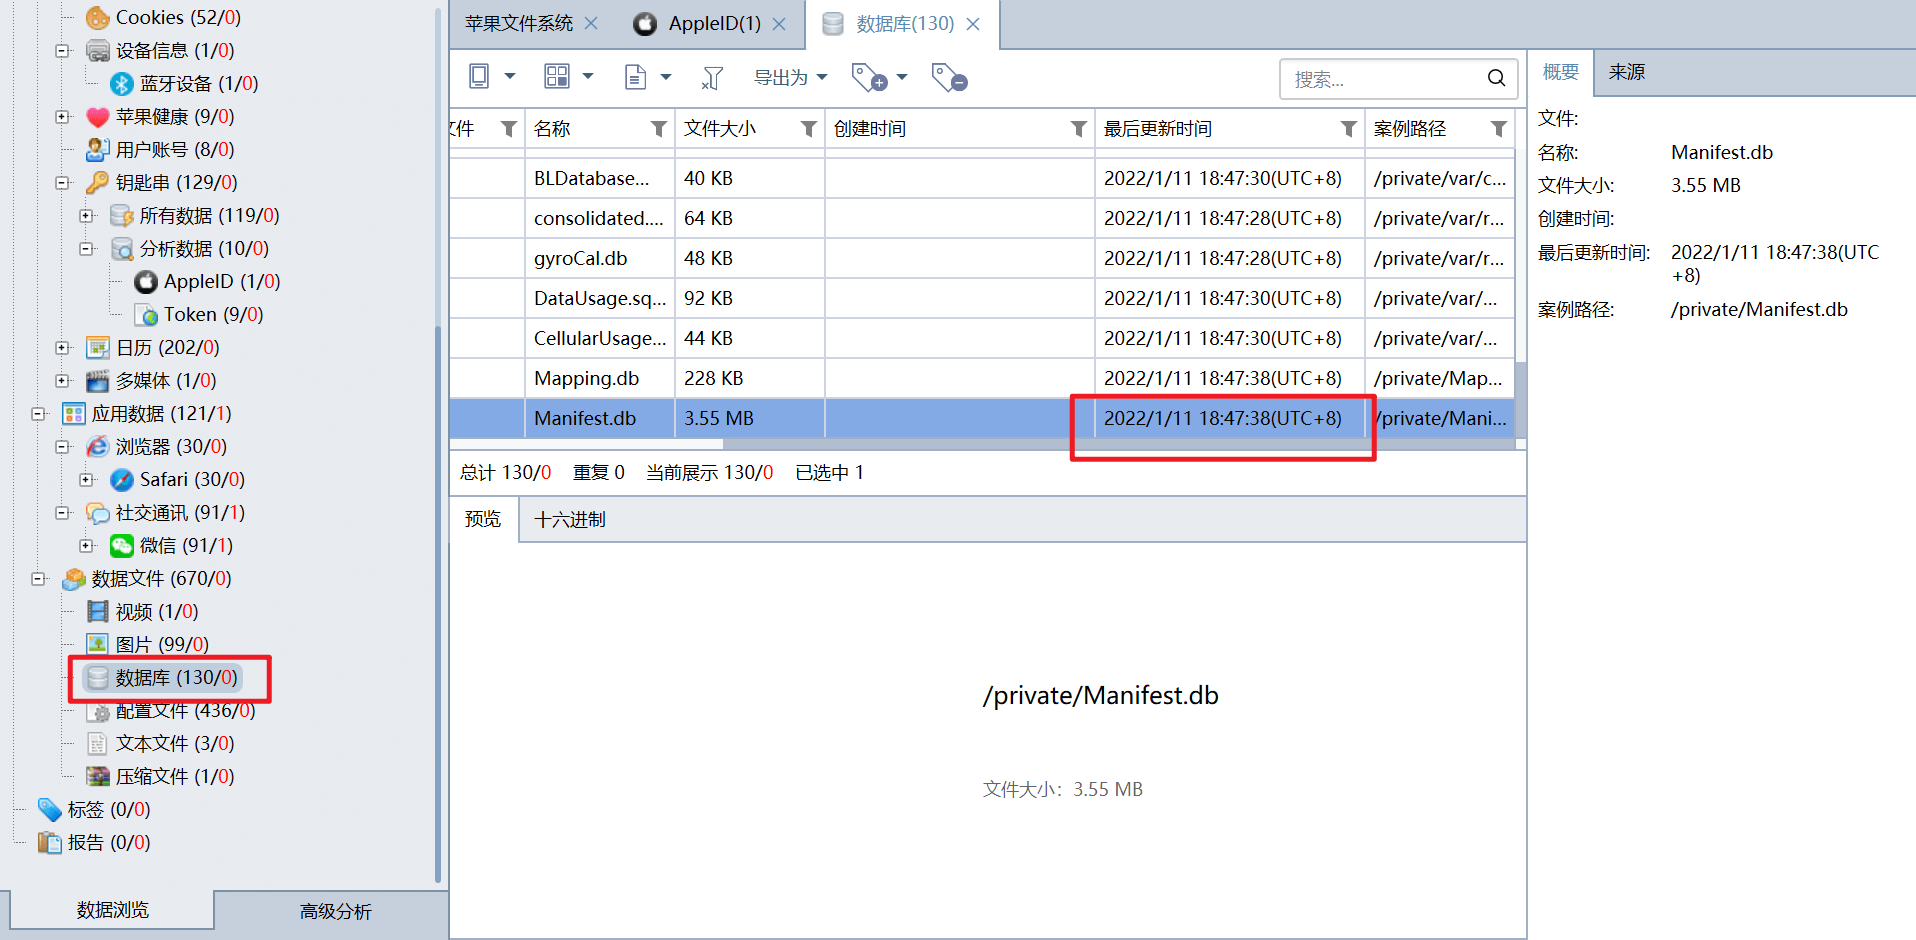 Cookies (52/0)
设备信息 (1/0)
蓝牙设备 (1/0)
苹果健康 (9/0)
用户账号 (8/0)
钥匙串 (129/0)
所有数据 (119/0)
分析数据 (10/0)
AppleID (1/0)
Token (9/0)
日历 (202/0)
多媒体 (1/0)
应用数据 (121/1)
浏览器 (30/0)
Safari (30/0)
社交通讯 (91/1)
微信 (91/1)
数据文件 (670/0)
视频 (1/0)
图片 (99/0)
数据库 (130/0)
配置文件 (436/0)
文本文件 (3/0)
压缩文件 (1/0)
标签 (0/0)
报告 (0/0)
数据浏览 高级分析
苹果文件系统 AppleID(1) 数据库(130)
导出为 搜索...
文件 名称 文件大小 创建时间 最后更新时间 案例路径
BLDatabase... 40 KB 2022/1/11 18:47:30(UTC+8) /private/var/c...
consolidated.... 64 KB 2022/1/11 18:47:28(UTC+8) /private/var/r...
gyroCal.db 48 KB 2022/1/11 18:47:28(UTC+8) /private/var/r...
DataUsage.sq... 92 KB 2022/1/11 18:47:30(UTC+8) /private/var/...
CellularUsage... 44 KB 2022/1/11 18:47:30(UTC+8) /private/var/...
Mapping.db 228 KB 2022/1/11 18:47:38(UTC+8) /private/Map...
Manifest.db 3.55 MB 2022/1/11 18:47:38(UTC+8) /private/Mani...
总计 130/0 重复 0 当前展示 130/0 已选中 1
预览 十六进制
/private/Manifest.db
文件大小： 3.55 MB
概要 来源
文件:
名称: Manifest.db
文件大小: 3.55 MB
创建时间:
最后更新时间: 2022/1/11 18:47:38(UTC
+8)
案例路径: /private/Manifest.db